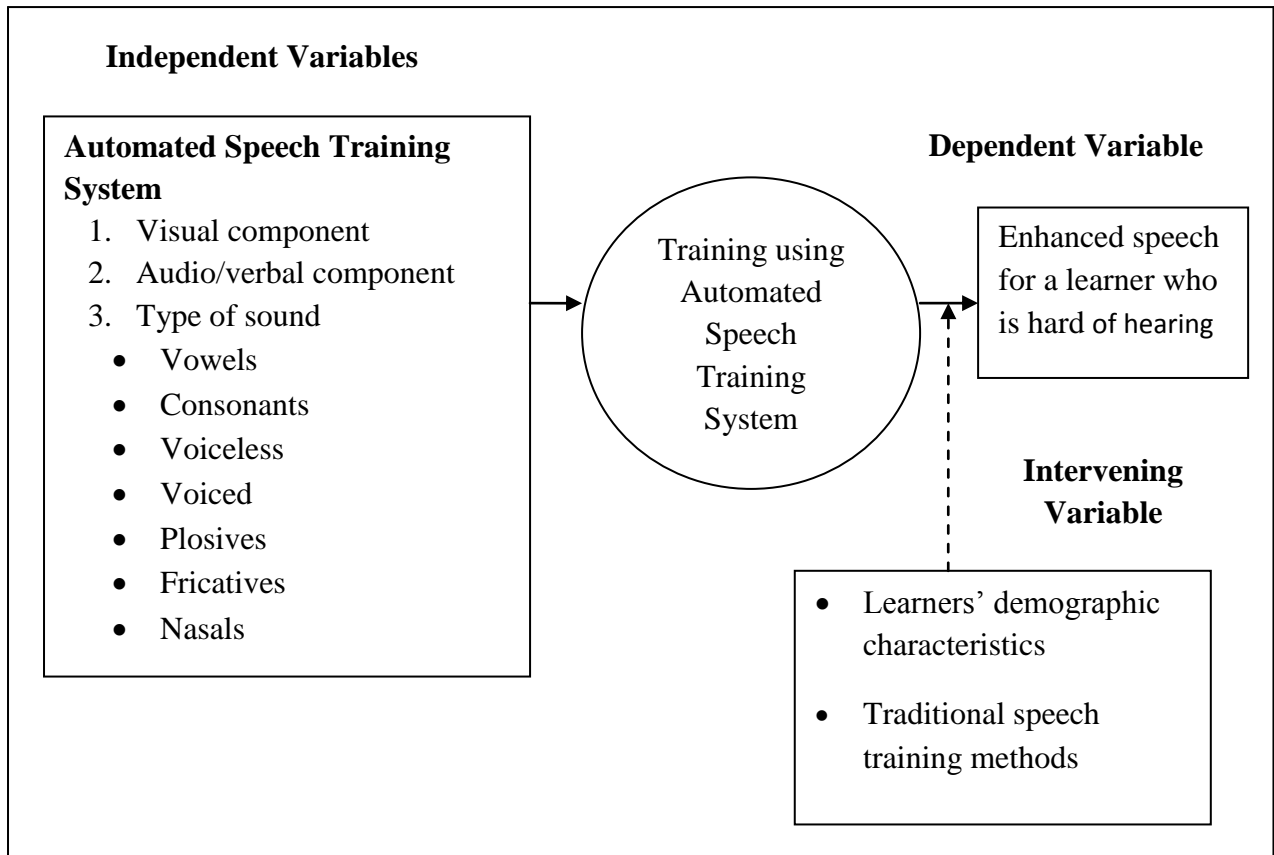 Independent Variables
Automated Speech Training
System
1. Visual component
2. Audio/verbal component
3. Type of sound
• Vowels
• Consonants
• Voiceless
• Voiced
• Plosives
• Fricatives
• Nasals
Training using
Automated
Speech
Training
System
Dependent Variable
Enhanced speech
for a learner who
is hard of hearing
Intervening
Variable
• Learners’ demographic
characteristics
• Traditional speech
training methods